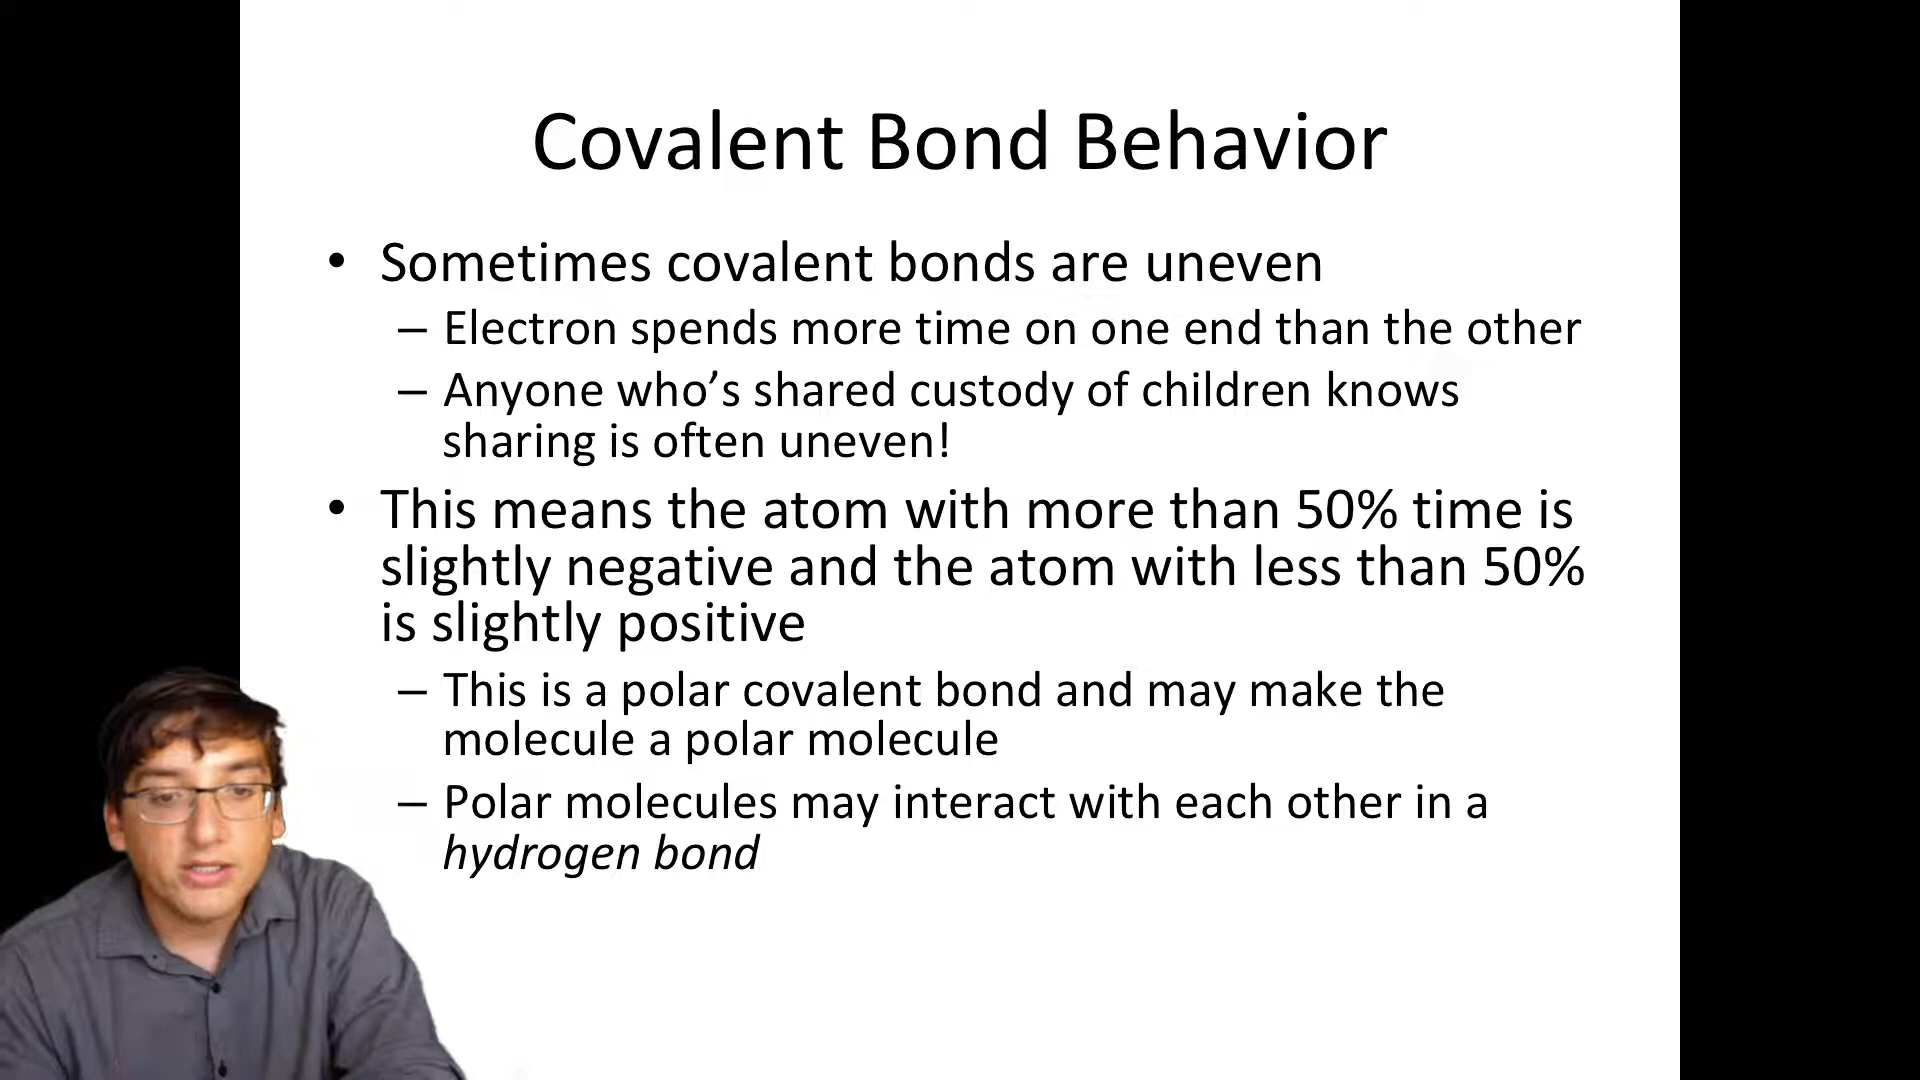 Covalent Bond Behavior
• Sometimes covalent bonds are uneven
– Electron spends more time on one end than the other
– Anyone who’s shared custody of children knows
sharing is often uneven!
• This means the atom with more than 50% time is
slightly negative and the atom with less than 50%
is slightly positive
– This is a polar covalent bond and may make the
molecule a polar molecule
– Polar molecules may interact with each other in a
hydrogen bond